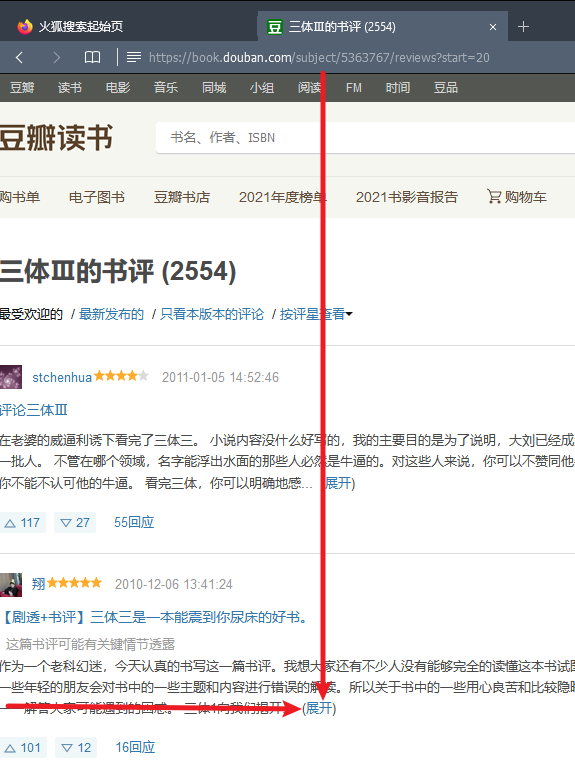 火狐搜索起始页
豆 三体Ⅲ的书评 (2554)
https://book.douban.com/subject/5363767/reviews?start=20
豆瓣 读书 电影 音乐 同城 小组 阅读 FM 时间 豆品
豆瓣读书
书名、作者、ISBN
购书单 电子图书 豆瓣书店 2021年度榜单 2021书影音报告 购物车
三体Ⅲ的书评 (2554)
最受欢迎的 / 最新发布的 / 只看本版本的评论 / 按评星查看
stchenhua 2011-01-05 14:52:46
评论三体Ⅲ
在老婆的威逼利诱下看完了三体三。 小说内容没什么好写的，我的主要目的是为了说明，大刘已经成
一批人。 不管在哪个领域，名字能浮出水面的那些人必然是牛逼的。对这些人来说，你可以不赞同他
你不能不认可他的牛逼。 看完三体，你可以明确地感... (展开)
117 27 55回应
翔 2010-12-06 13:41:24
【剧透+书评】三体三是一本能震到你尿床的好书。
这篇书评可能有关键情节透露
作为一个老科幻迷，今天认真的书写这一篇书评。我想大家还有不少人没有能够完全的读懂这本书试图
一些年轻的朋友会对书中的一些主题和内容进行错误的解读。所以关于书中的一些用心良苦和比较隐晦
解答大家可能遇到的困惑。 三体 向我们揭开 (展开)
101 12 16回应